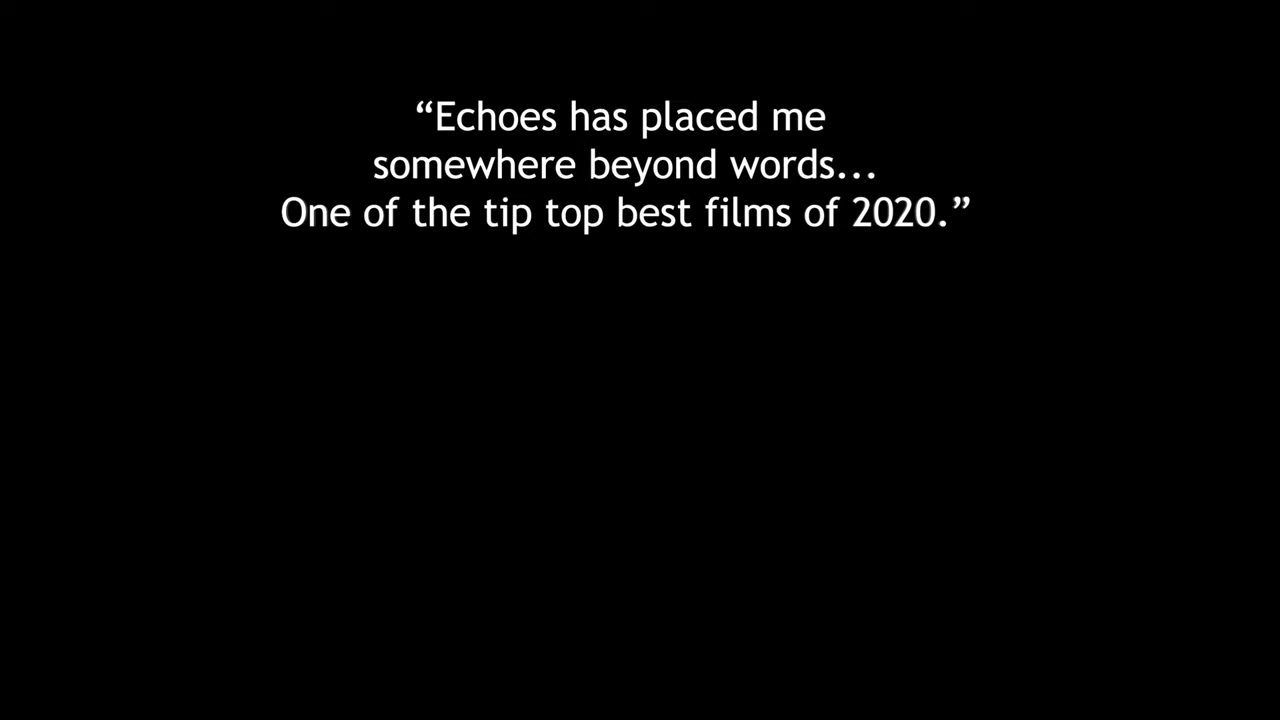 “Echoes has placed me
somewhere beyond words...
One of the tip top best films of 2020.”